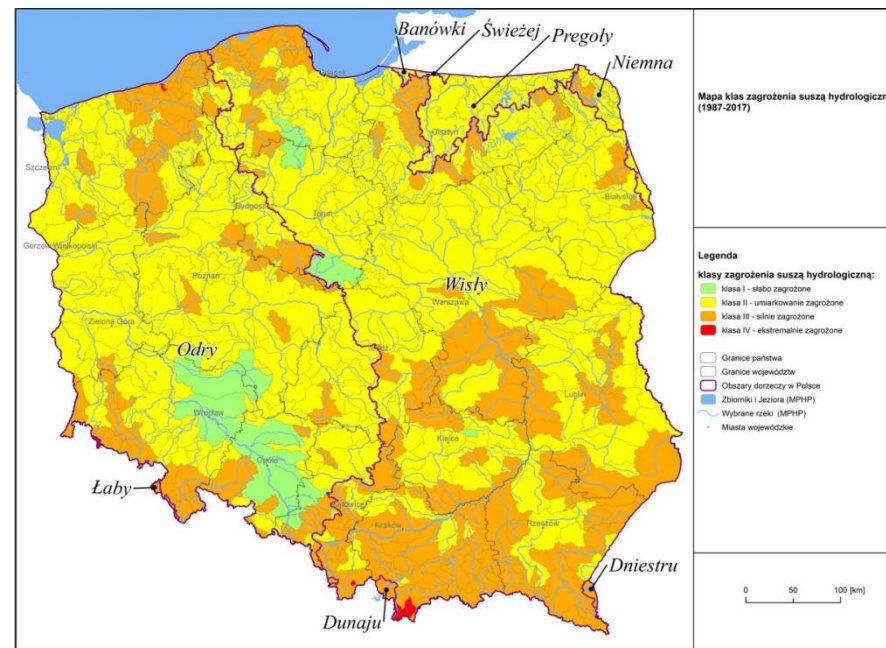 Banówki
Świeżej
Pregoły
Niemna
Mapa klas zagrożenia suszą hydrologiczn
(1987-2017)
Olsztyn
Szczecin
Białystok
Bydgoszcz
Toruń
Gorzów Wielkopolski
Poznań
Wisły
Warszawa
Zielona Góra
Odry
Lublin
Wrocław
Kielce
Opole
Łaby
Katowice
Kraków
Rzeszów
Dniestru
Dunaju
Legenda
klasy zagrożenia suszą hydrologiczną:
klasa I - słabo zagrożone
klasa II - umiarkowanie zagrożone
klasa III - silnie zagrożone
klasa IV - ekstremalnie zagrożone
Granice państwa
Granice województw
Obszary dorzeczy w Polsce
Zbiorniki i Jeziora (MPHP)
Wybrane rzeki (MPHP)
Miasta wojewódzkie
0 50 100 [km]